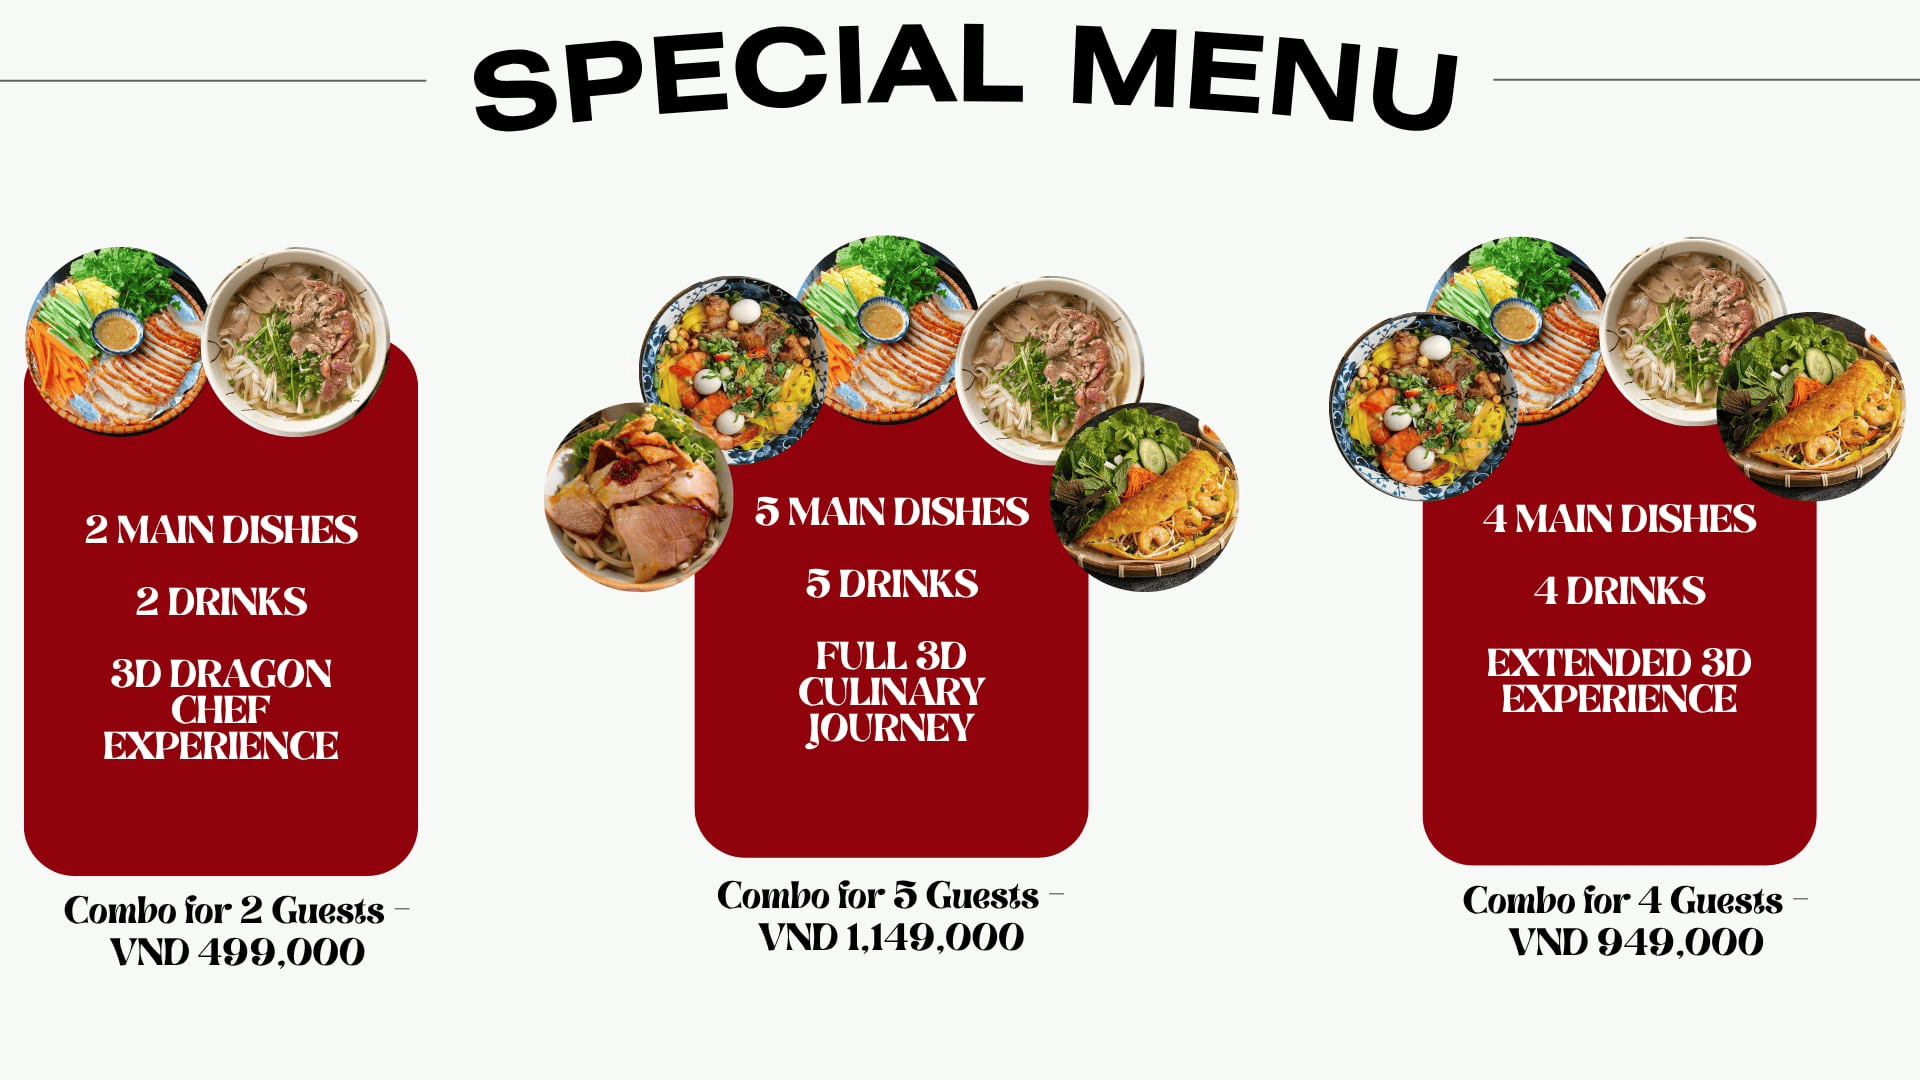 SPECIAL MENU
2 MAIN DISHES
2 DRINKS
3D DRAGON
CHEF
EXPERIENCE
Combo for 2 Guests –
VND 499,000
5 MAIN DISHES
5 DRINKS
FULL 3D
CULINARY
JOURNEY
Combo for 5 Guests –
VND 1,149,000
4 MAIN DISHES
4 DRINKS
EXTENDED 3D
EXPERIENCE
Combo for 4 Guests –
VND 949,000